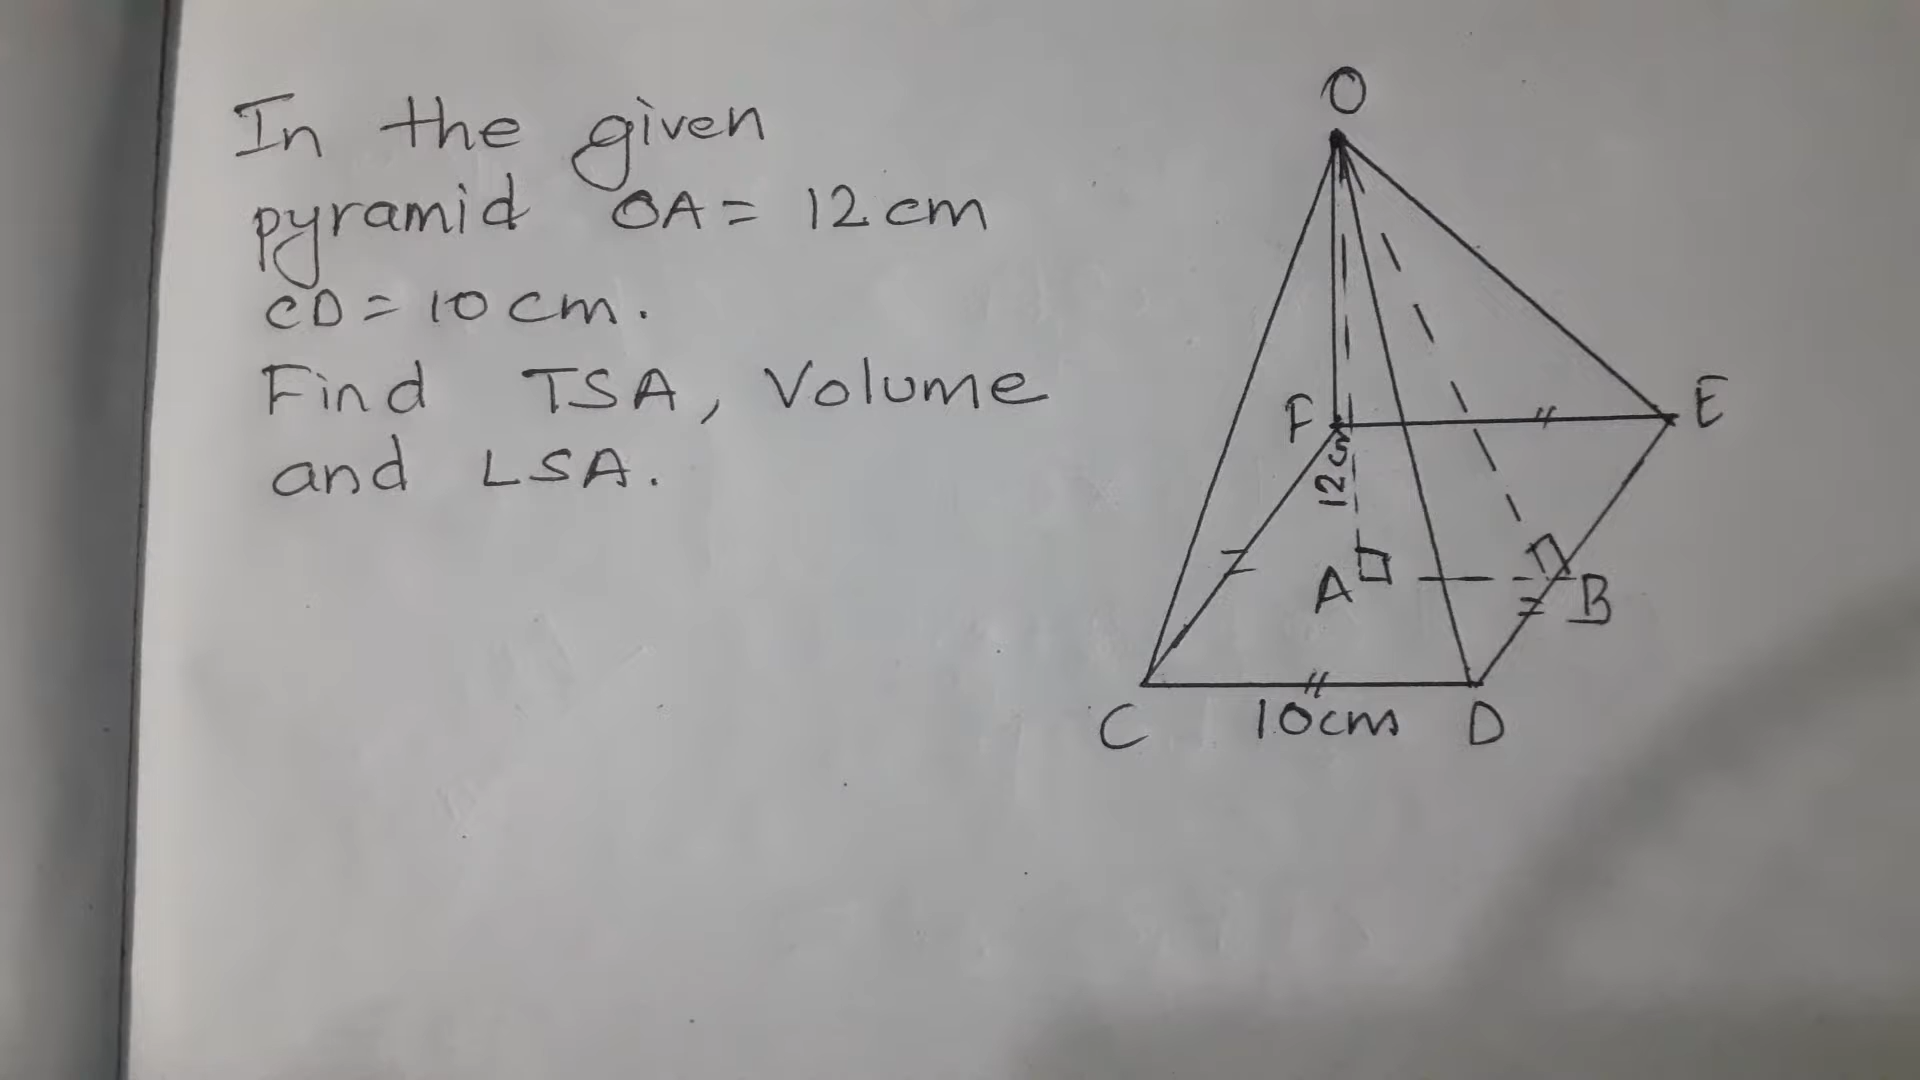 In the given
pyramid OA = 12 cm
CD = 10 cm.
Find TSA, Volume
and LSA.
O
F
E
12cm
A
B
C
10cm
D